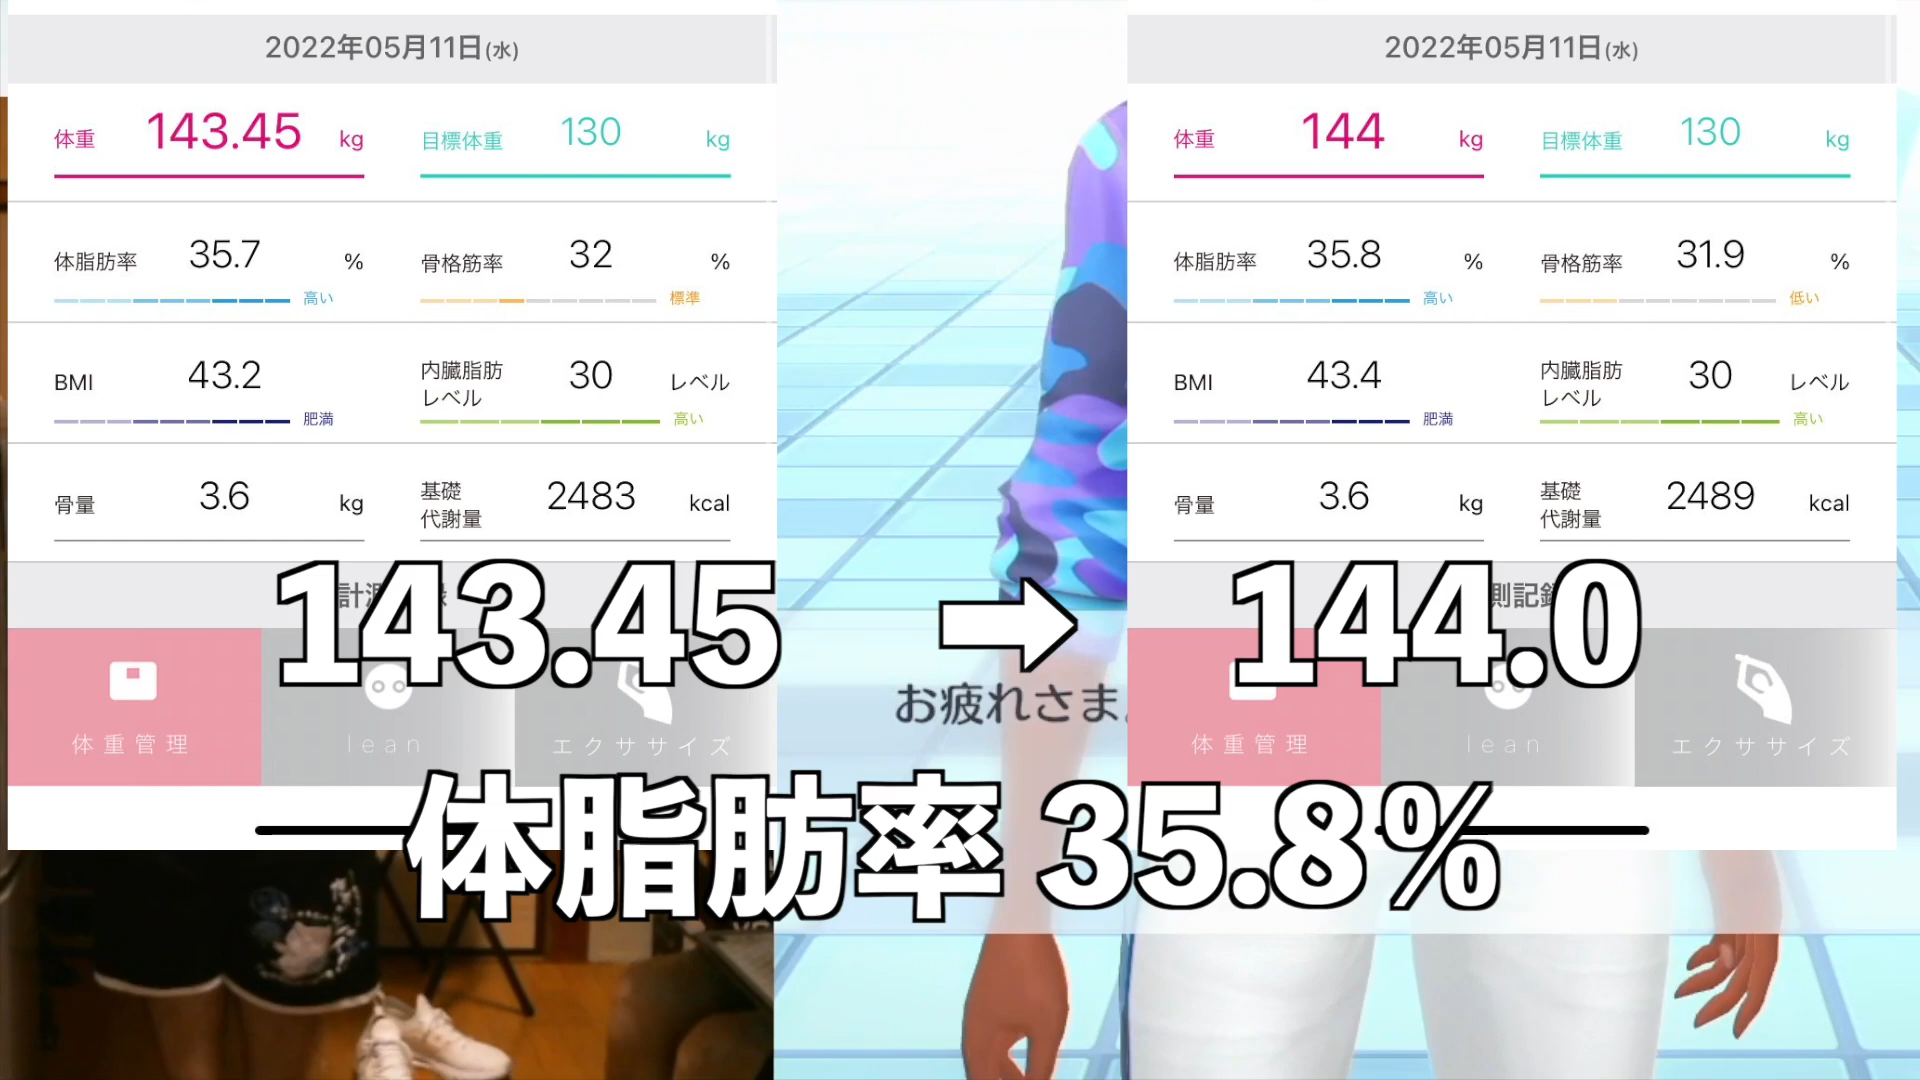 2022年05月11日(水)
体重 143.45 kg 目標体重 130 kg
体脂肪率 35.7 % 骨格筋率 32 %
高い 標準
BMI 43.2 内臓脂肪レベル 30 レベル
肥満 高い
骨量 3.6 kg 基礎代謝量 2483 kcal
体重管理 lean エクササイズ
2022年05月11日(水)
体重 144 kg 目標体重 130 kg
体脂肪率 35.8 % 骨格筋率 31.9 %
高い 低い
BMI 43.4 内臓脂肪レベル 30 レベル
肥満 高い
骨量 3.6 kg 基礎代謝量 2489 kcal
測記録
体重管理 lean エクササイズ
143.45 ➡ 144.0
お疲れさま
体脂肪率 35.8%